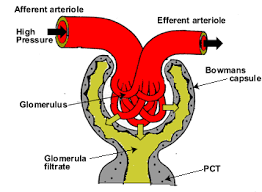 Afferent arteriole
Efferent arteriole
High
Pressure
Bowmans
capsule
Glomerulus
Glomerula
filtrate
PCT